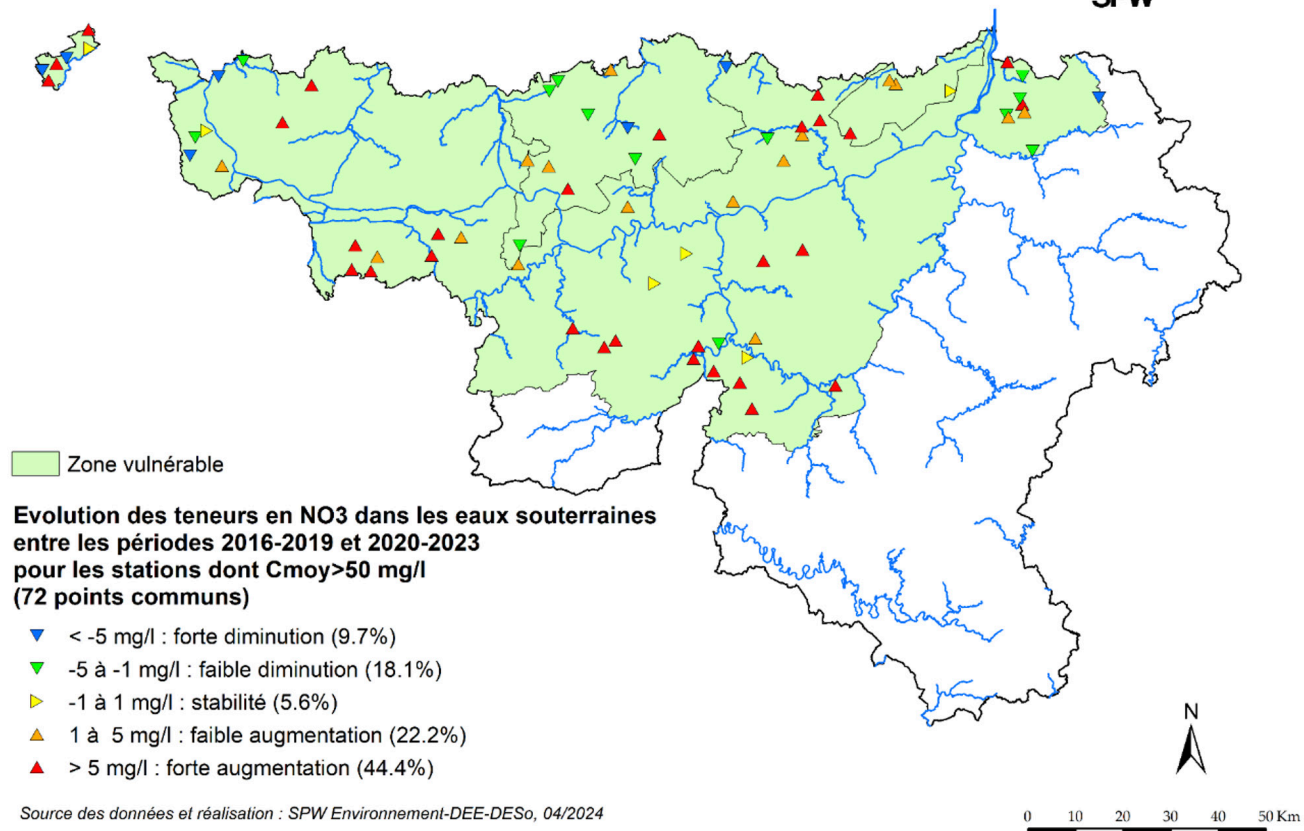 SPW
Zone vulnérable
Evolution des teneurs en NO3 dans les eaux souterraines
entre les périodes 2016-2019 et 2020-2023
pour les stations dont Cmoy>50 mg/l
(72 points communs)
< -5 mg/l : forte diminution (9.7%)
-5 à -1 mg/l : faible diminution (18.1%)
-1 à 1 mg/l : stabilité (5.6%)
1 à 5 mg/l : faible augmentation (22.2%)
> 5 mg/l : forte augmentation (44.4%)
N
Source des données et réalisation : SPW Environnement-DEE-DESo, 04/2024
0 10 20 30 40 50 Km